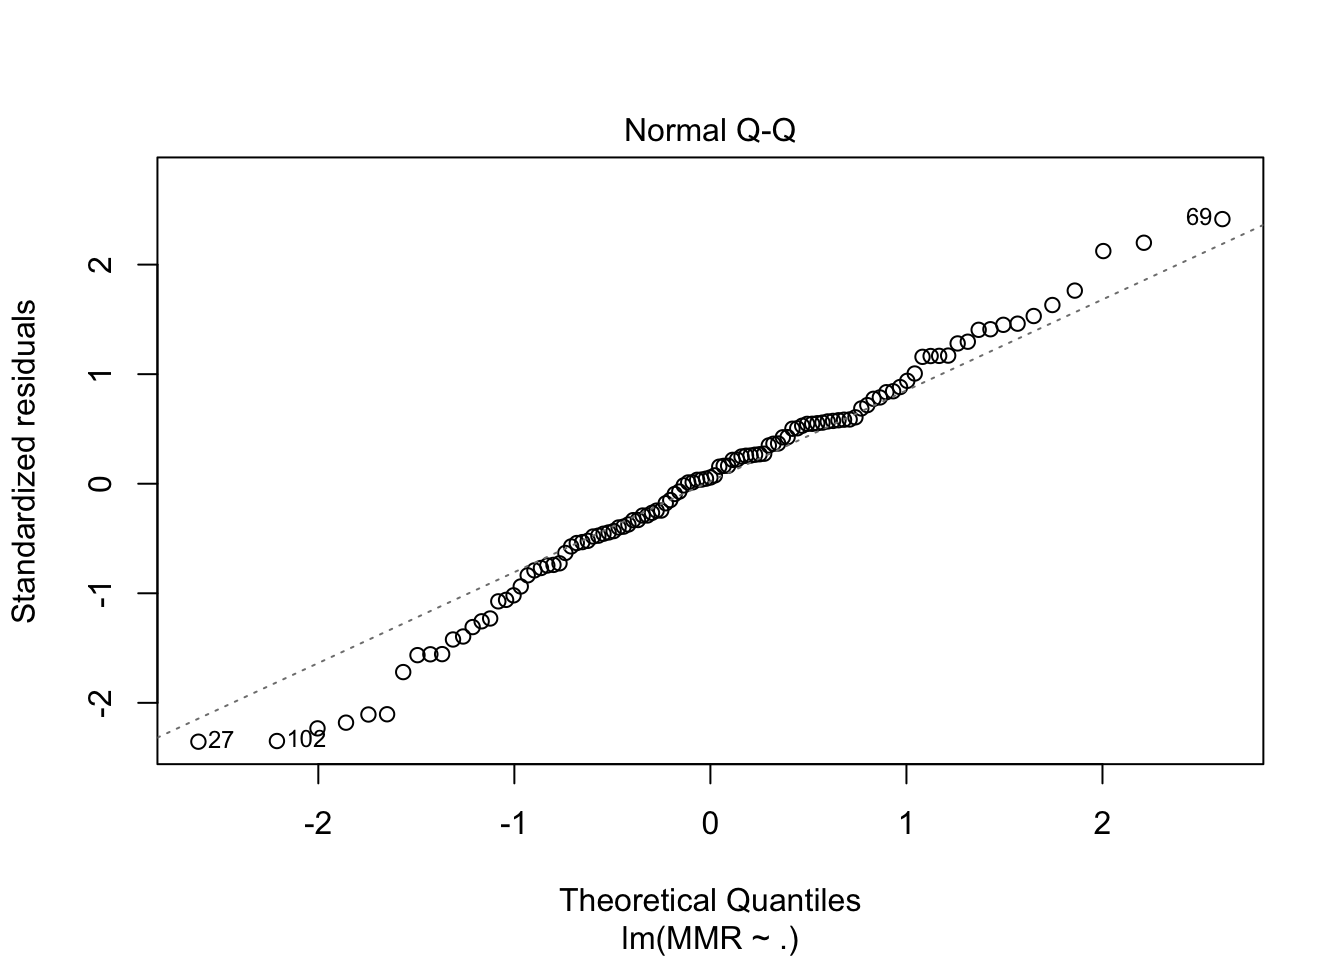 Normal Q-Q
Standardized residuals
2
1
0
-1
-2
69
27
102
-2 -1 0 1 2
Theoretical Quantiles
lm(MMR ~ .)